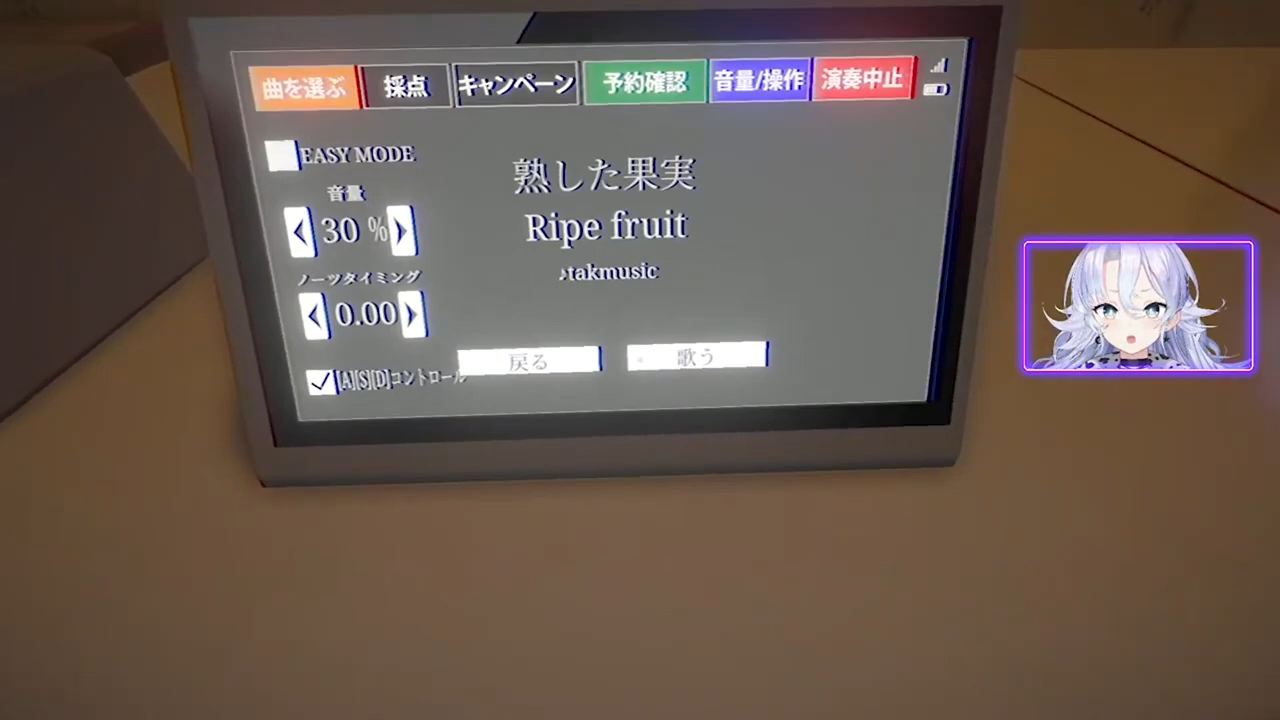 曲を選ぶ 採点 キャンペーン 予約確認 音量/操作 演奏中止
EASY MODE
音量
30 %
ノーツタイミング
0.00
[A][S][D]コントロール
熟した果実
Ripe fruit
♪takmusic
戻る 歌う